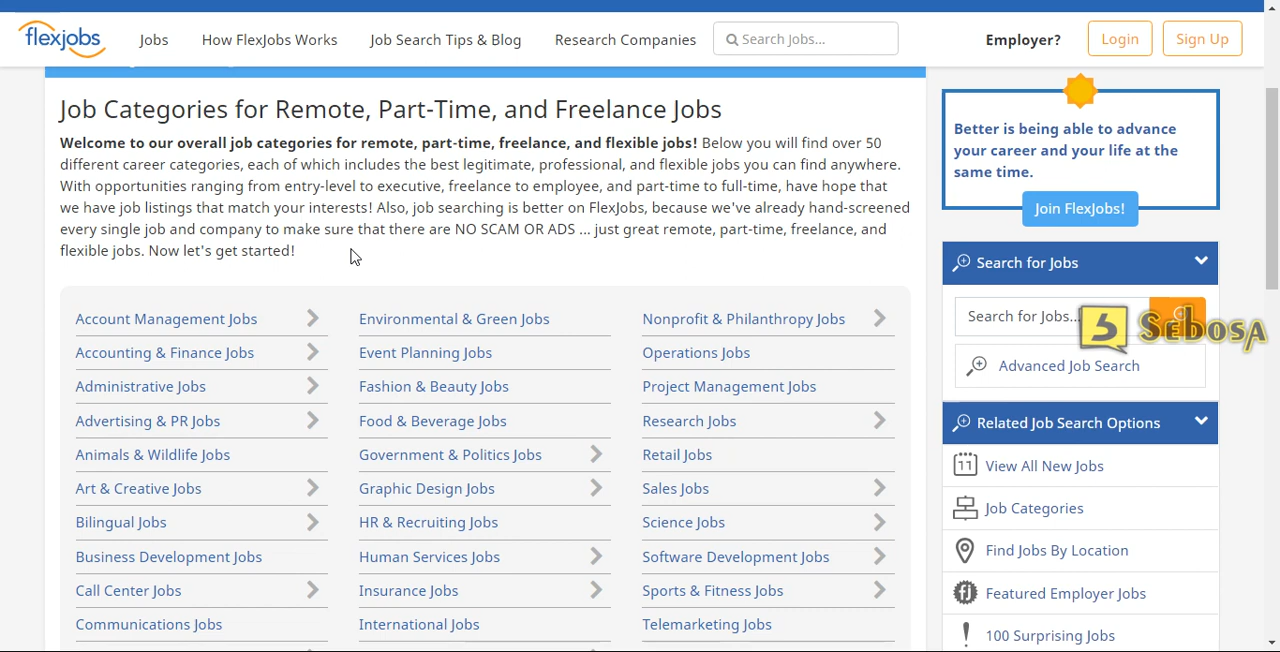 flexjobs
Jobs
How FlexJobs Works
Job Search Tips & Blog
Research Companies
Search Jobs...
Employer?
Login
Sign Up
Job Categories for Remote, Part-Time, and Freelance Jobs
Welcome to our overall job categories for remote, part-time, freelance, and flexible jobs! Below you will find over 50
different career categories, each of which includes the best legitimate, professional, and flexible jobs you can find anywhere.
With opportunities ranging from entry-level to executive, freelance to employee, and part-time to full-time, have hope that
we have job listings that match your interests! Also, job searching is better on FlexJobs, because we've already hand-screened
every single job and company to make sure that there are NO SCAM OR ADS ... just great remote, part-time, freelance, and
flexible jobs. Now let's get started!
Account Management Jobs
Accounting & Finance Jobs
Administrative Jobs
Advertising & PR Jobs
Animals & Wildlife Jobs
Art & Creative Jobs
Bilingual Jobs
Business Development Jobs
Call Center Jobs
Communications Jobs
Environmental & Green Jobs
Event Planning Jobs
Fashion & Beauty Jobs
Food & Beverage Jobs
Government & Politics Jobs
Graphic Design Jobs
HR & Recruiting Jobs
Human Services Jobs
Insurance Jobs
International Jobs
Nonprofit & Philanthropy Jobs
Operations Jobs
Project Management Jobs
Research Jobs
Retail Jobs
Sales Jobs
Science Jobs
Software Development Jobs
Sports & Fitness Jobs
Telemarketing Jobs
Better is being able to advance
your career and your life at the
same time.
Join FlexJobs!
Search for Jobs
Search for Jobs...
5 SEBOSA
Advanced Job Search
Related Job Search Options
11 View All New Jobs
Job Categories
Find Jobs By Location
fj Featured Employer Jobs
100 Surprising Jobs